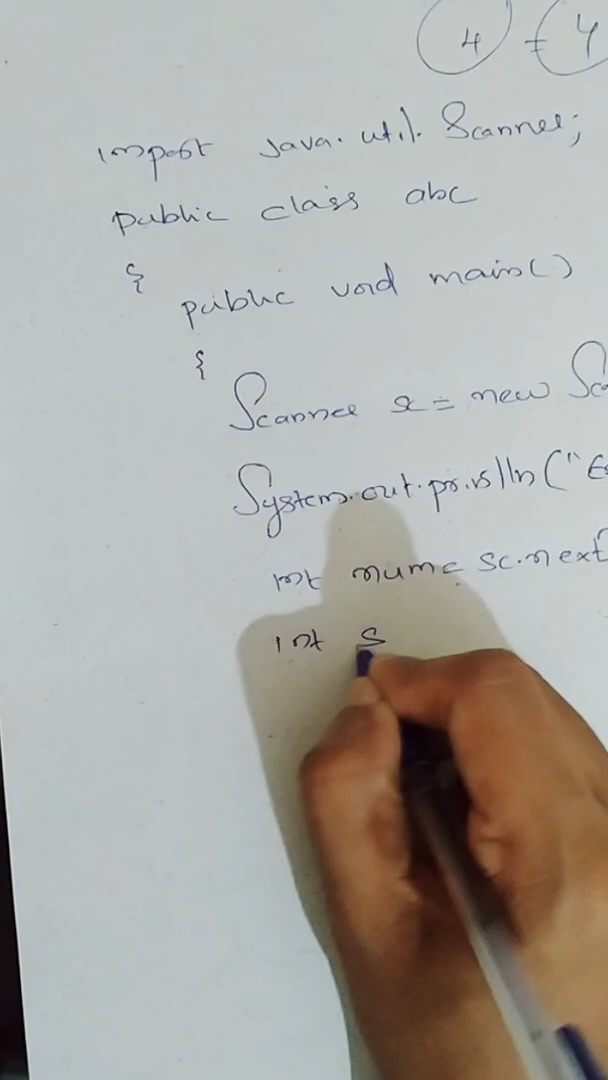 4 = 4
import java.util.Scanner;
public class abc
{
public void main()
{
Scanner x = new Sca
System.out.println("E
int num = sc.next
int s